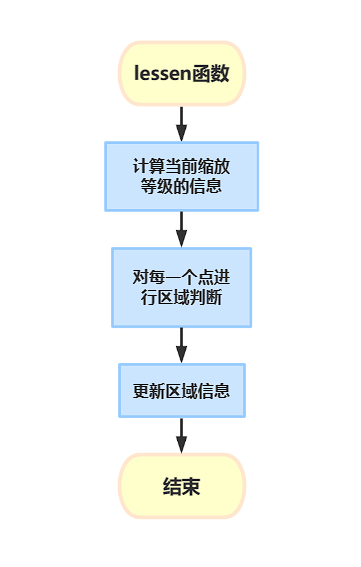 lessen函数
计算当前缩放
等级的信息
对每一个点进
行区域判断
更新区域信息
结束